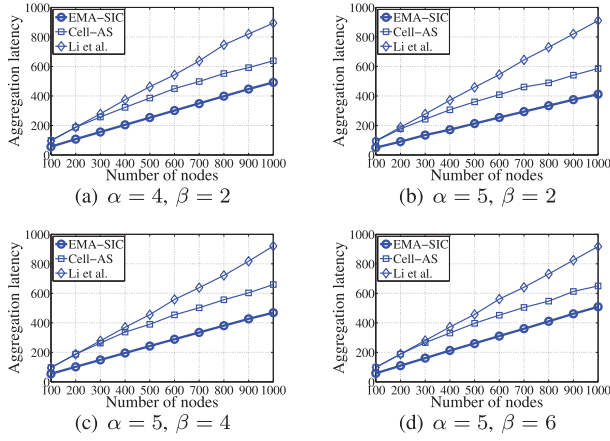 1000
800
600
400
200
0
Aggregation latency
EMA−SIC
Cell−AS
Li et al.
100 200 300 400 500 600 700 800 900 1000
Number of nodes
(a) α = 4, β = 2
1000
800
600
400
200
0
Aggregation latency
EMA−SIC
Cell−AS
Li et al.
100 200 300 400 500 600 700 800 900 1000
Number of nodes
(b) α = 5, β = 2
1000
800
600
400
200
0
Aggregation latency
EMA−SIC
Cell−AS
Li et al.
100 200 300 400 500 600 700 800 900 1000
Number of nodes
(c) α = 5, β = 4
1000
800
600
400
200
0
Aggregation latency
EMA−SIC
Cell−AS
Li et al.
100 200 300 400 500 600 700 800 900 1000
Number of nodes
(d) α = 5, β = 6